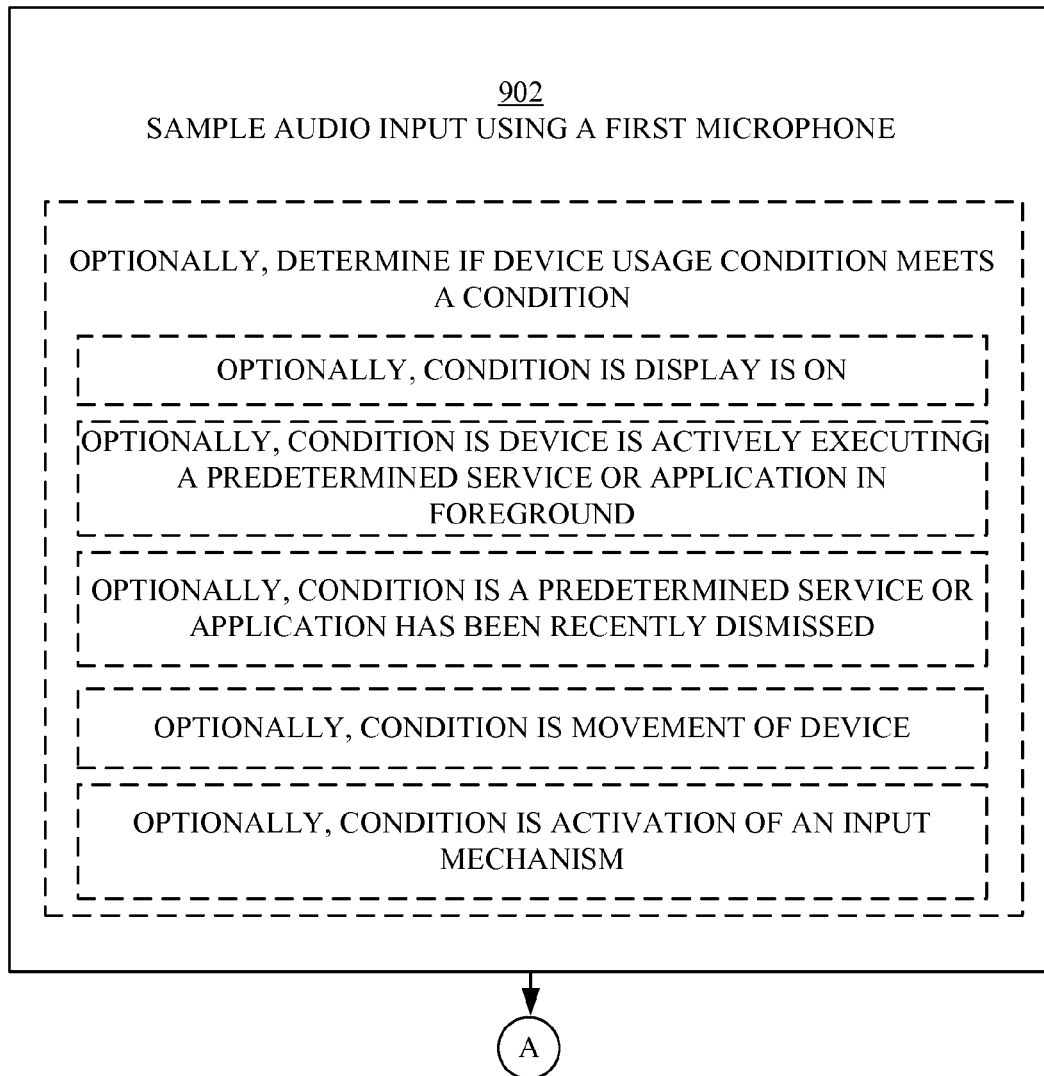 902
SAMPLE AUDIO INPUT USING A FIRST MICROPHONE
OPTIONALLY, DETERMINE IF DEVICE USAGE CONDITION MEETS
A CONDITION
OPTIONALLY, CONDITION IS DISPLAY IS ON
OPTIONALLY, CONDITION IS DEVICE IS ACTIVELY EXECUTING
A PREDETERMINED SERVICE OR APPLICATION IN
FOREGROUND
OPTIONALLY, CONDITION IS A PREDETERMINED SERVICE OR
APPLICATION HAS BEEN RECENTLY DISMISSED
OPTIONALLY, CONDITION IS MOVEMENT OF DEVICE
OPTIONALLY, CONDITION IS ACTIVATION OF AN INPUT
MECHANISM
A